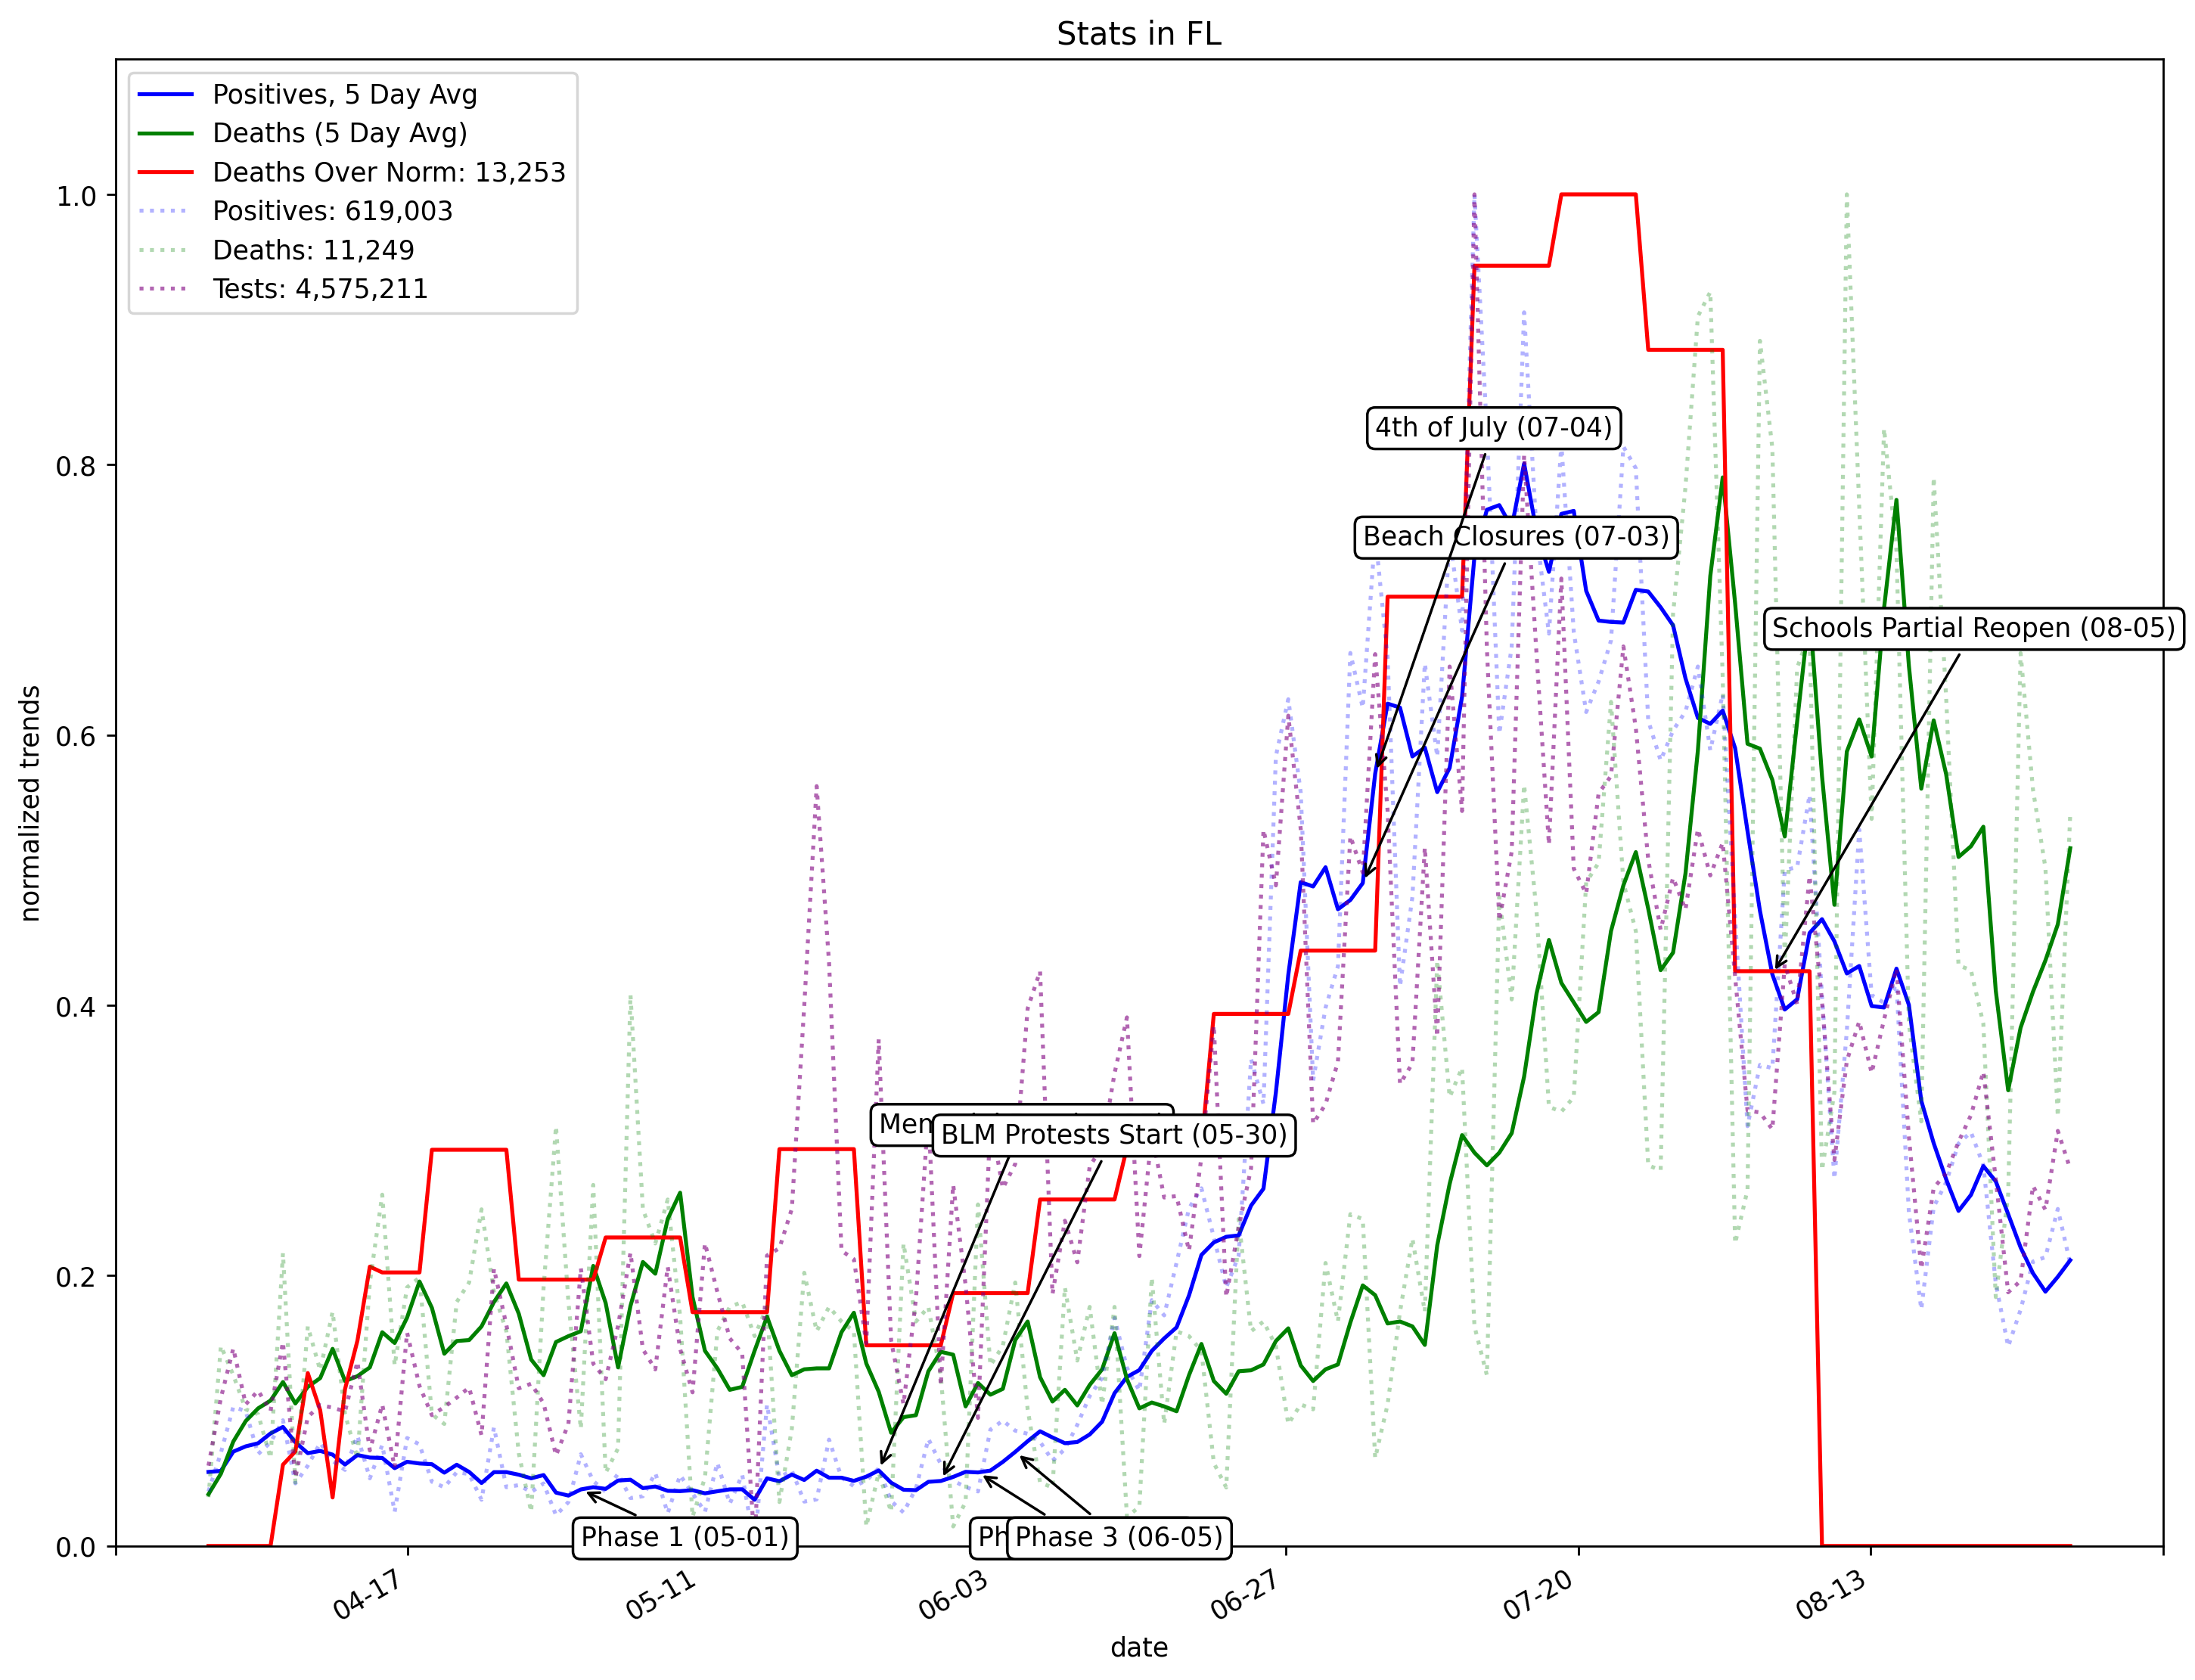 Stats in FL
Positives, 5 Day Avg
Deaths (5 Day Avg)
Deaths Over Norm: 13,253
Positives: 619,003
Deaths: 11,249
Tests: 4,575,211
1.0
0.8
0.6
0.4
0.2
0.0
normalized trends
4th of July (07-04)
Beach Closures (07-03)
Schools Partial Reopen (08-05)
BLM Protests Start (05-30)
Phase 1 (05-01)
Phase 3 (06-05)
04-17
05-11
06-03
06-27
07-20
08-13
date